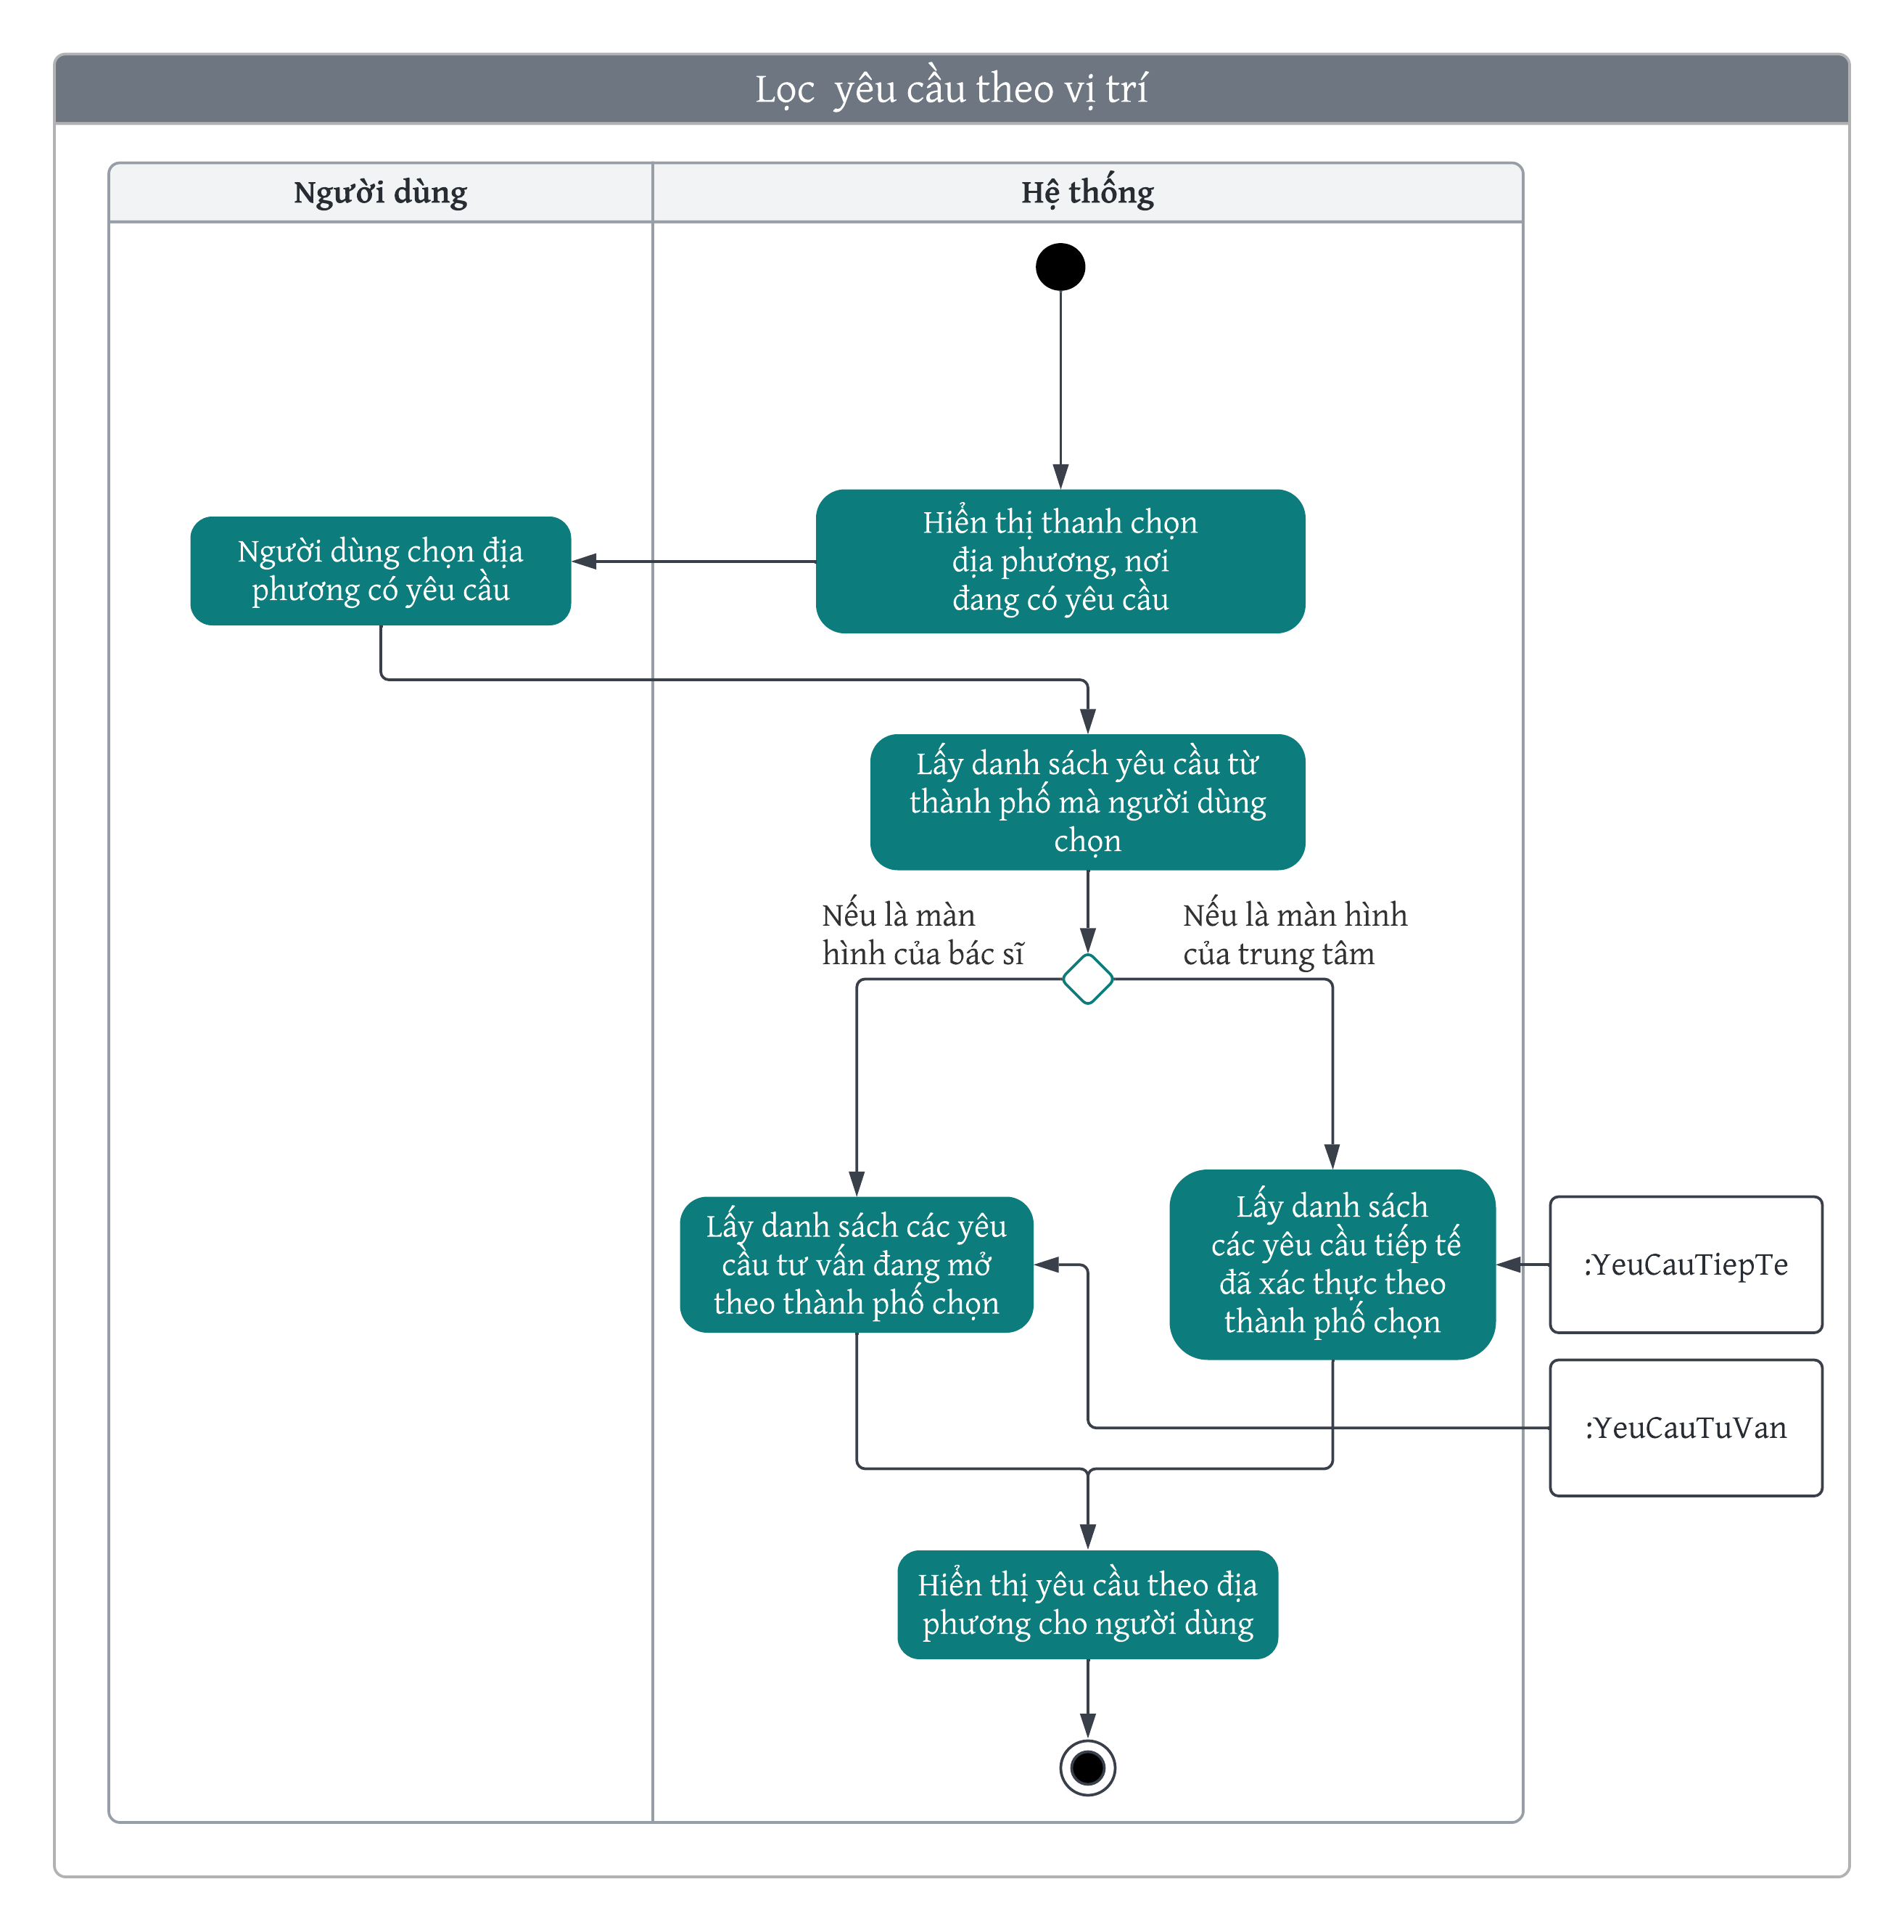 Lọc  yêu cầu theo vị trí
Người dùng
Hệ thống
Hiển thị thanh chọn
địa phương, nơi
đang có yêu cầu
Người dùng chọn địa
phương có yêu cầu
Lấy danh sách yêu cầu từ
thành phố mà người dùng
chọn
Nếu là màn
hình của bác sĩ
Nếu là màn hình
của trung tâm
Lấy danh sách các yêu
cầu tư vấn đang mở
theo thành phố chọn
Lấy danh sách
các yêu cầu tiếp tế
đã xác thực theo
thành phố chọn
:YeuCauTiepTe
:YeuCauTuVan
Hiển thị yêu cầu theo địa
phương cho người dùng